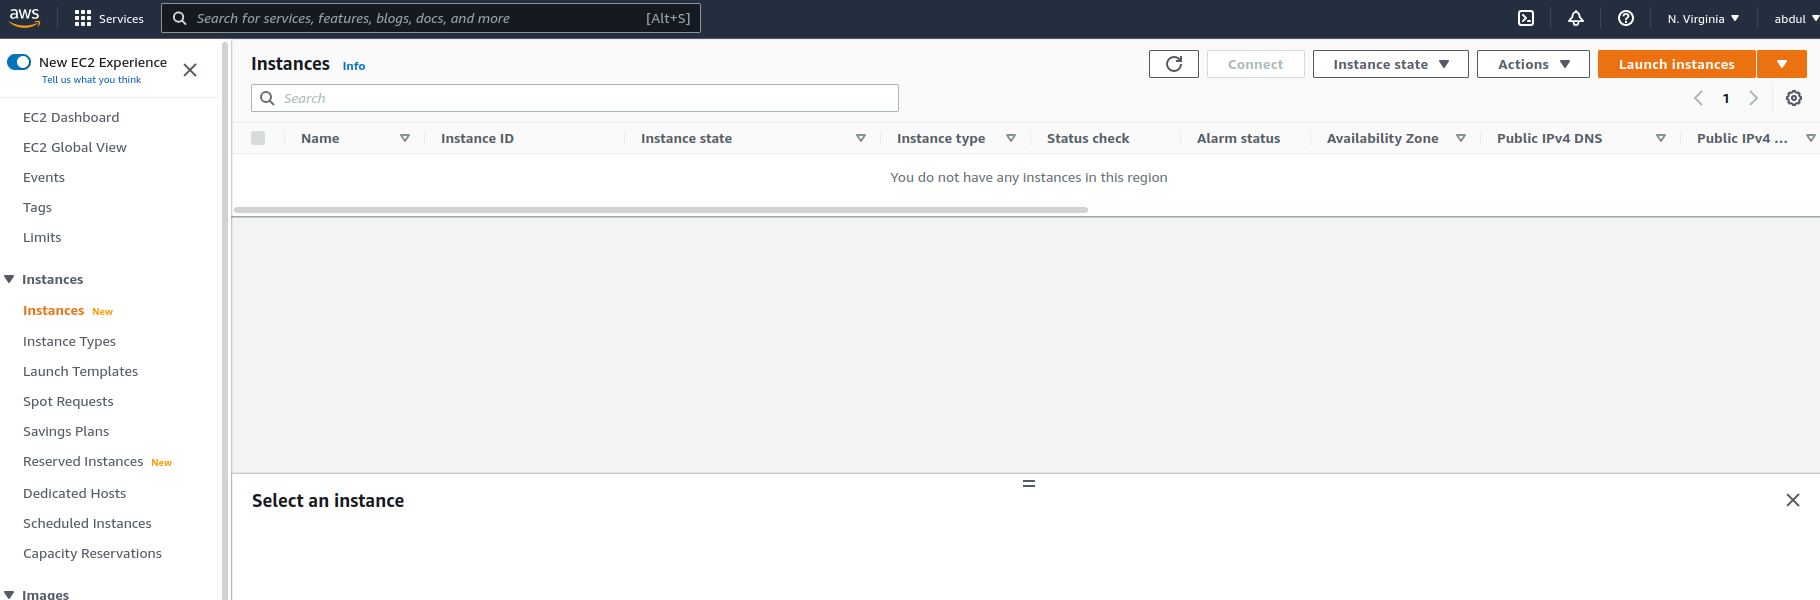 aws Services Search for services, features, blogs, docs, and more [Alt+S] N. Virginia abdul
New EC2 Experience
Tell us what you think
EC2 Dashboard
EC2 Global View
Events
Tags
Limits
Instances
Instances New
Instance Types
Launch Templates
Spot Requests
Savings Plans
Reserved Instances New
Dedicated Hosts
Scheduled Instances
Capacity Reservations
Images
Instances Info Connect Instance state Actions Launch instances
Search 1
Name Instance ID Instance state Instance type Status check Alarm status Availability Zone Public IPv4 DNS Public IPv4 ...
You do not have any instances in this region
Select an instance